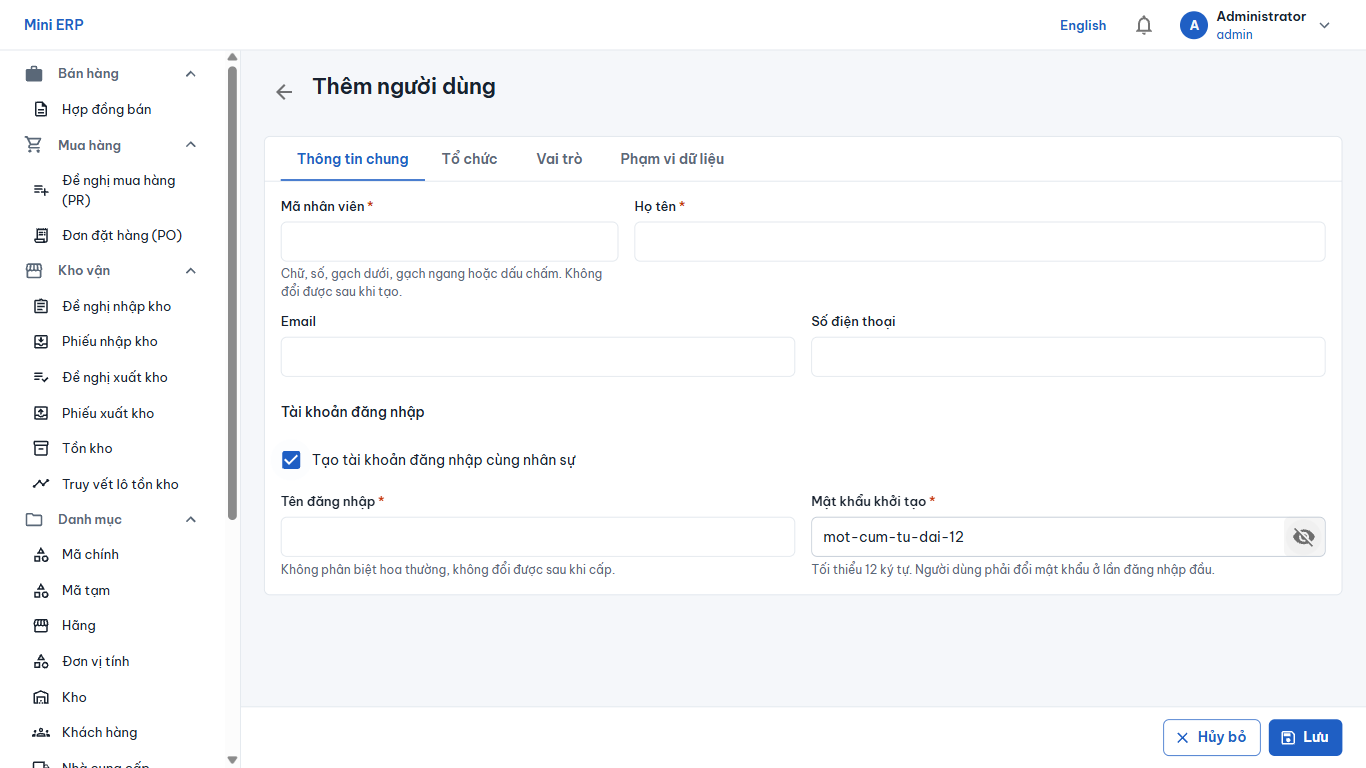 Mini ERP
English
A
Administrator
admin
Bán hàng
Hợp đồng bán
Mua hàng
Đề nghị mua hàng
(PR)
Đơn đặt hàng (PO)
Kho vận
Đề nghị nhập kho
Phiếu nhập kho
Đề nghị xuất kho
Phiếu xuất kho
Tồn kho
Truy vết lô tồn kho
Danh mục
Mã chính
Mã tạm
Hãng
Đơn vị tính
Kho
Khách hàng
Nhà cung cấp
Thêm người dùng
Thông tin chung
Tổ chức
Vai trò
Phạm vi dữ liệu
Mã nhân viên *
Họ tên *
Chữ, số, gạch dưới, gạch ngang hoặc dấu chấm. Không
đổi được sau khi tạo.
Email
Số điện thoại
Tài khoản đăng nhập
Tạo tài khoản đăng nhập cùng nhân sự
Tên đăng nhập *
Mật khẩu khởi tạo *
mot-cum-tu-dai-12
Không phân biệt hoa thường, không đổi được sau khi cấp.
Tối thiểu 12 ký tự. Người dùng phải đổi mật khẩu ở lần đăng nhập đầu.
Hủy bỏ
Lưu